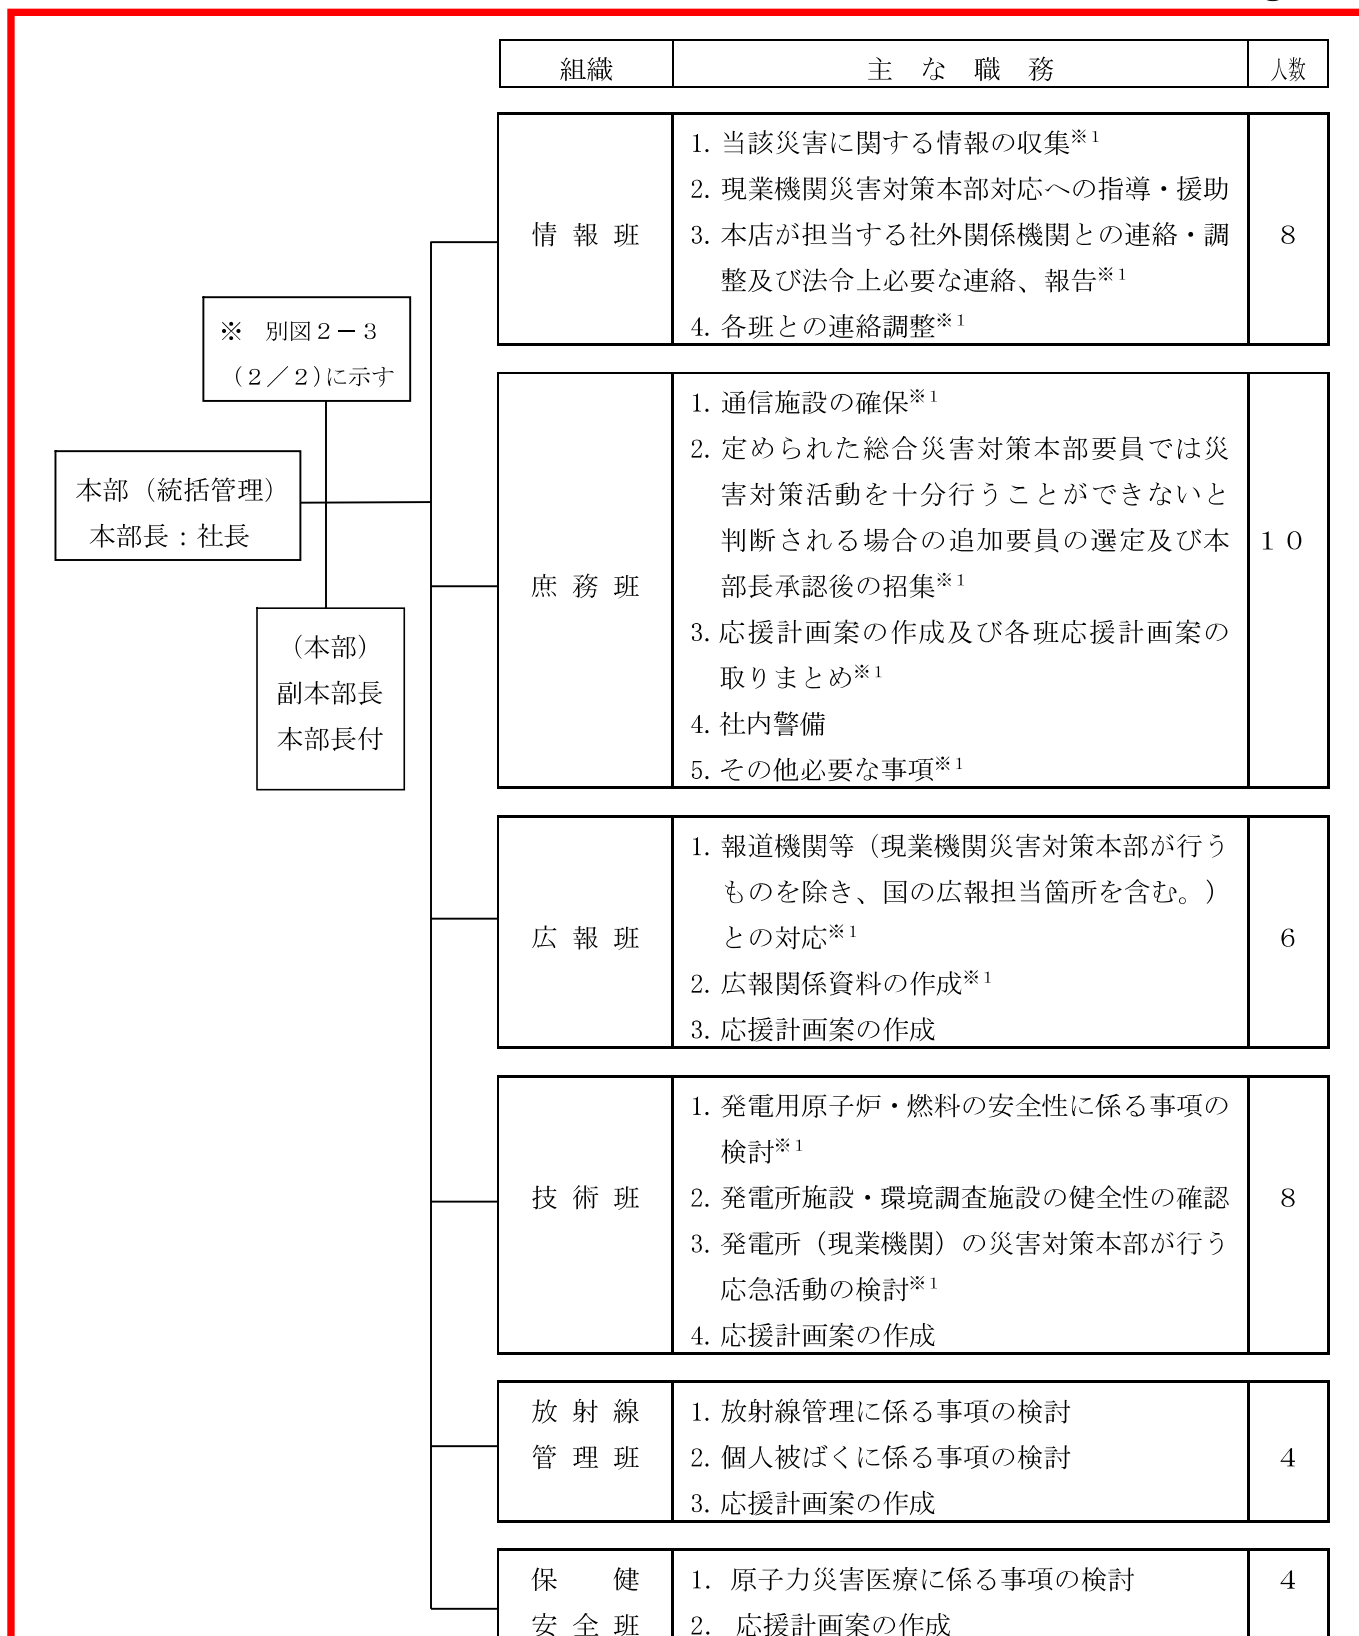 組織 主な職務 人数
1. 当該災害に関する情報の収集※1
2. 現業機関災害対策本部対応への指導・援助
情報班 3. 本店が担当する社外関係機関との連絡・調 8
整及び法令上必要な連絡、報告※1
4. 各班との連絡調整※1
※ 別図2-3
(2/2)に示す
本部(統括管理)
本部長:社長
(本部)
副本部長
本部長付
1. 通信施設の確保※1
2. 定められた総合災害対策本部要員では災
害対策活動を十分行うことができないと
判断される場合の追加要員の選定及び本 10
庶務班 部長承認後の招集※1
3. 応援計画案の作成及び各班応援計画案の
取りまとめ※1
4. 社内警備
5. その他必要な事項※1
1. 報道機関等(現業機関災害対策本部が行う
ものを除き、国の広報担当箇所を含む。)
広報班 との対応※1 6
2. 広報関係資料の作成※1
3. 応援計画案の作成
1. 発電用原子炉・燃料の安全性に係る事項の
検討※1
技術班 2. 発電所施設・環境調査施設の健全性の確認 8
3. 発電所(現業機関)の災害対策本部が行う
応急活動の検討※1
4. 応援計画案の作成
放射線 1. 放射線管理に係る事項の検討
管理班 2. 個人被ばくに係る事項の検討 4
3. 応援計画案の作成
保健 1. 原子力災害医療に係る事項の検討 4
安全班 2. 応援計画案の作成